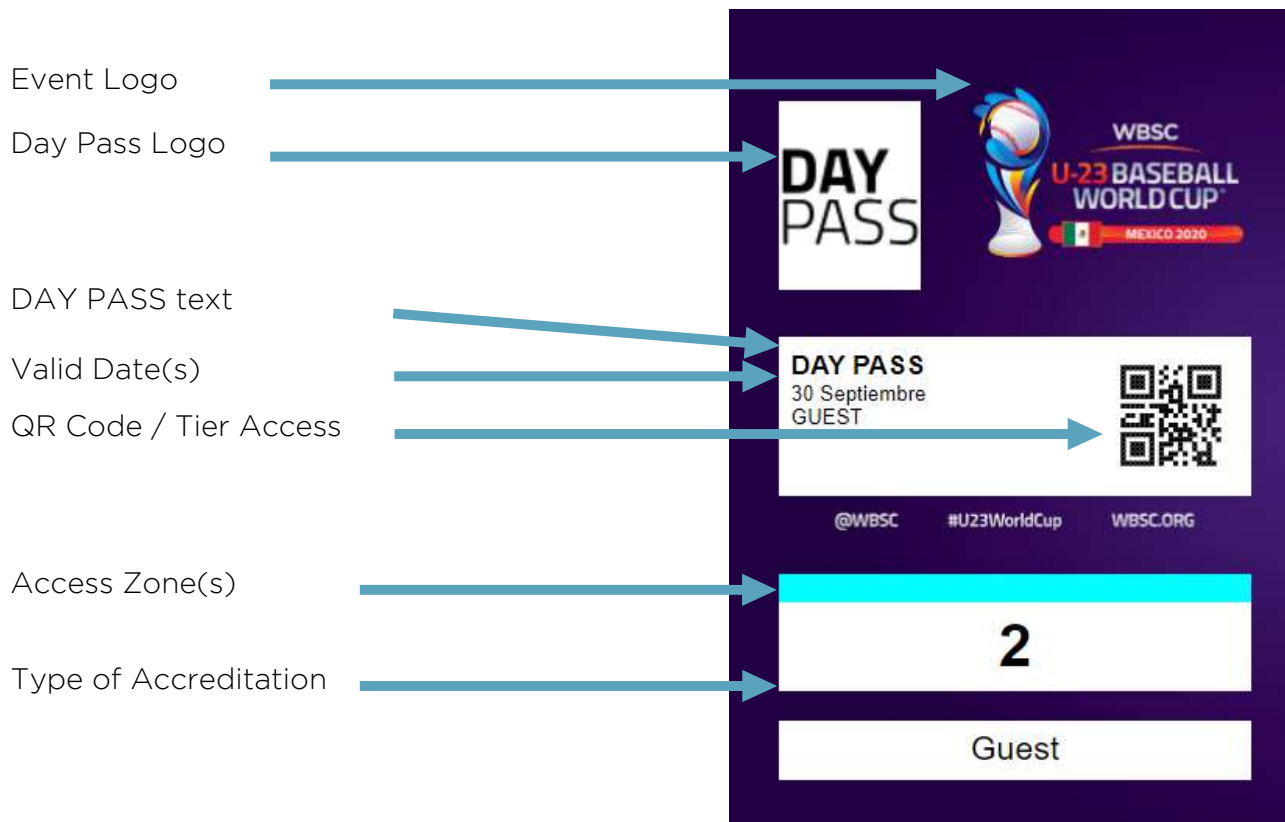 Event Logo
Day Pass Logo
DAY PASS text
Valid Date(s)
QR Code / Tier Access
Access Zone(s)
Type of Accreditation
DAY
PASS
WBSC
U-23 BASEBALL
WORLD CUP™
MEXICO 2020
DAY PASS
30 Septiembre
GUEST
@WBSC #U23WorldCup WBSC.ORG
2
Guest